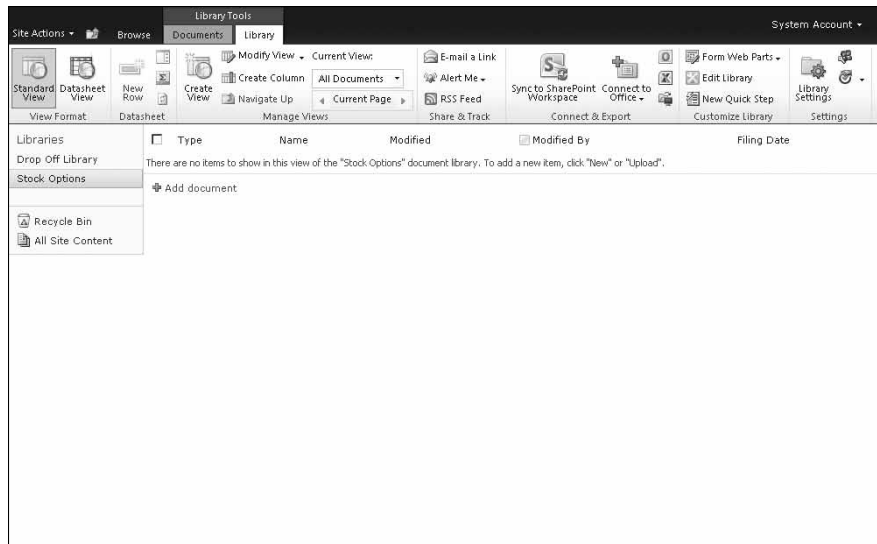 Library Tools
Site Actions Browse Documents Library System Account
Standard View
Datasheet View
New Row
Create View
Modify View
Create Column
Navigate Up
Current View:
All Documents
Current Page
E-mail a Link
Alert Me
RSS Feed
Sync to SharePoint Workspace
Connect to Office
Form Web Parts
Edit Library
New Quick Step
Library Settings
View Format Datasheet Manage Views Share & Track Connect & Export Customize Library Settings
Libraries
Drop Off Library
Stock Options
Recycle Bin
All Site Content
Type Name Modified Modified By Filing Date
There are no items to show in this view of the "Stock Options" document library. To add a new item, click "New" or "Upload".
Add document